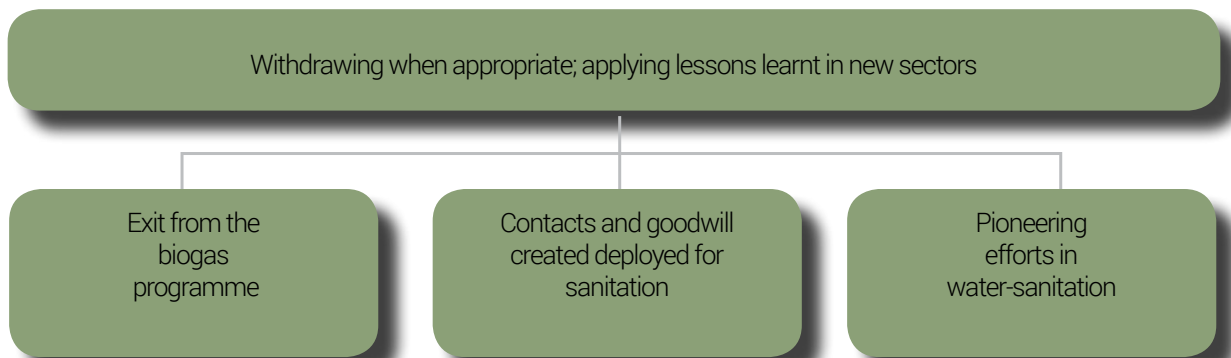 Withdrawing when appropriate; applying lessons learnt in new sectors
Exit from the
biogas
programme
Contacts and goodwill
created deployed for
sanitation
Pioneering
efforts in
water-sanitation